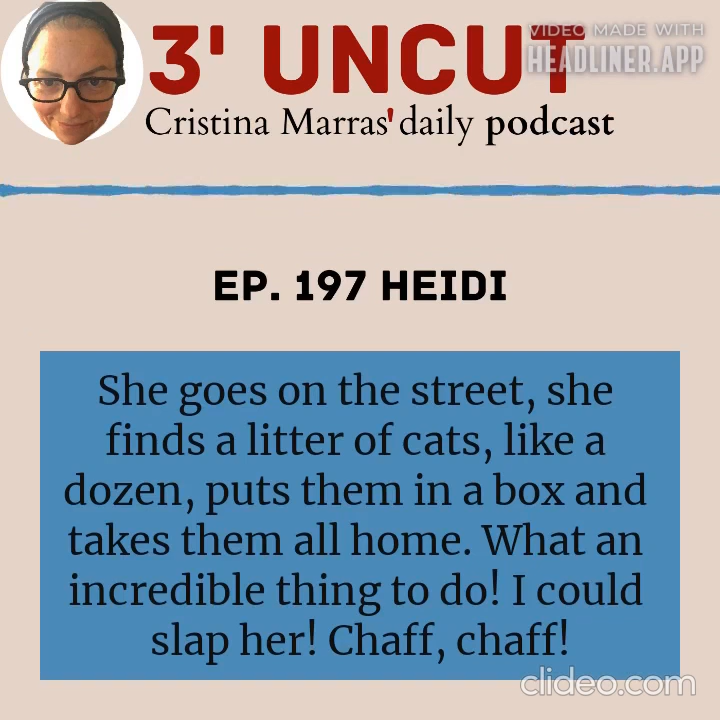 3' UNCUT
VIDEO MADE WITH
HEADLINER.APP
Cristina Marras' daily podcast
EP. 197 HEIDI
She goes on the street, she
finds a litter of cats, like a
dozen, puts them in a box and
takes them all home. What an
incredible thing to do! I could
slap her! Chaff, chaff!
clideo.com